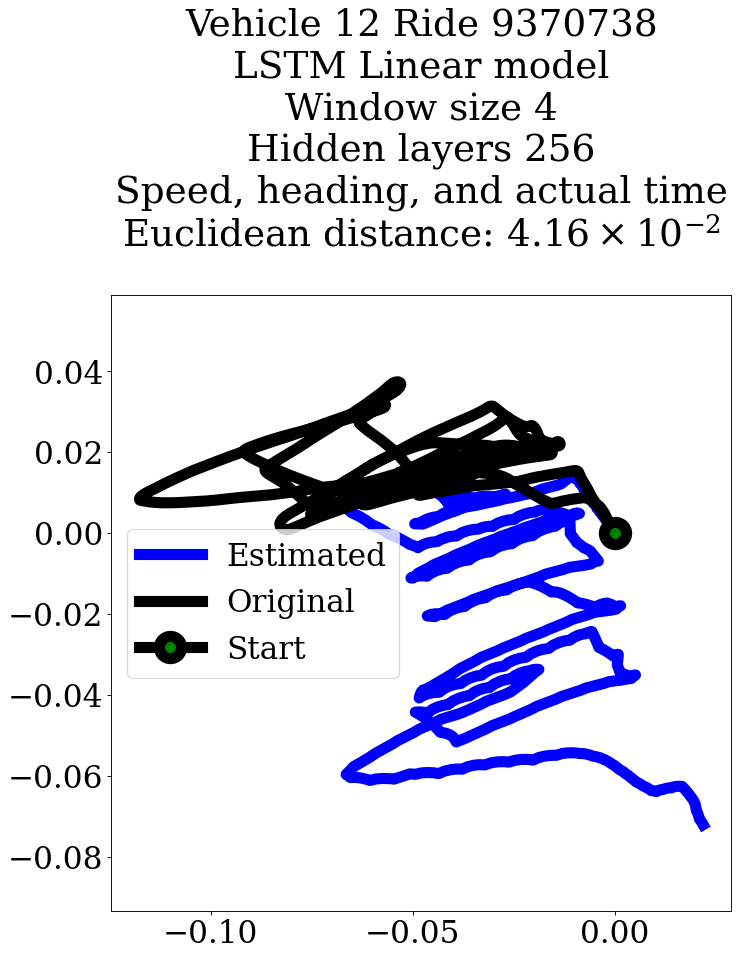 Vehicle 12 Ride 9370738
LSTM Linear model
Window size 4
Hidden layers 256
Speed, heading, and actual time
Euclidean distance: 4.16 × 10⁻²
0.04
0.02
0.00
−0.02
−0.04
−0.06
−0.08
Estimated
Original
Start
−0.10
−0.05
0.00